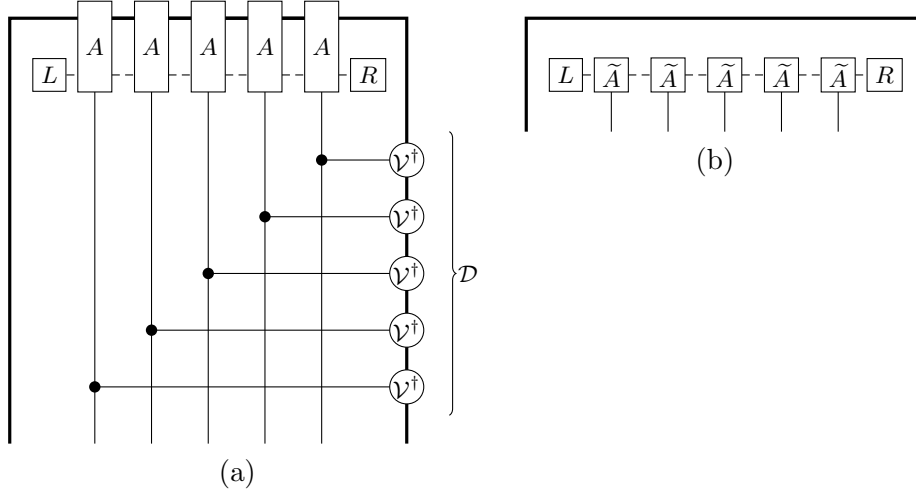 A A A A A
L R
𝒱†
𝒱†
𝒱†
𝒱†
𝒱†
𝒟
(a)
L Ã Ã Ã Ã Ã R
(b)